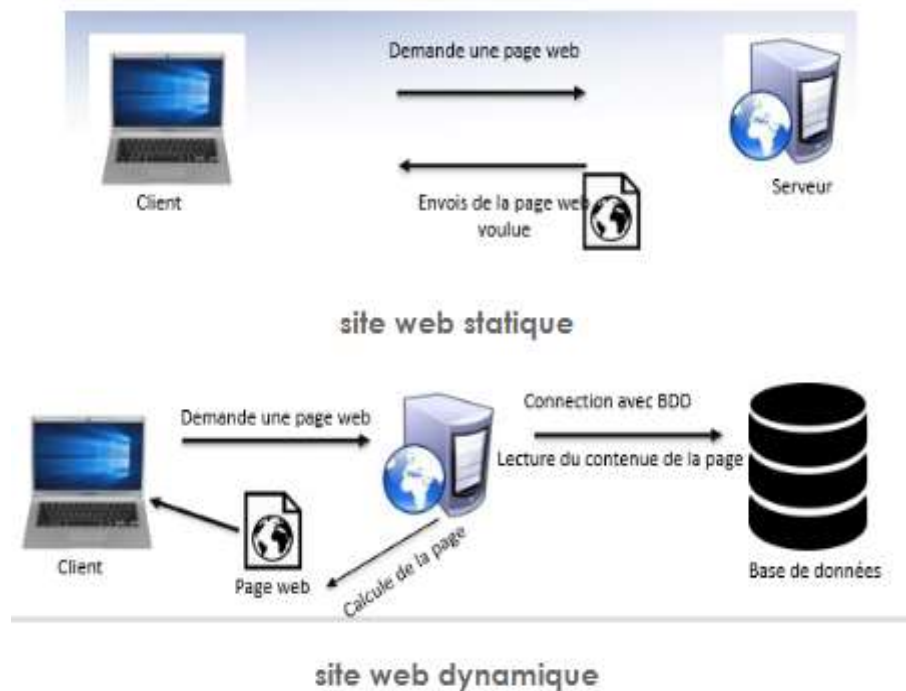 Demande une page web
Client
Serveur
Envois de la page web
voulue
site web statique
Demande une page web
Connection avec BDD
Lecture du contenue de la page
Client
Page web
Calcule de la page
Base de données
site web dynamique